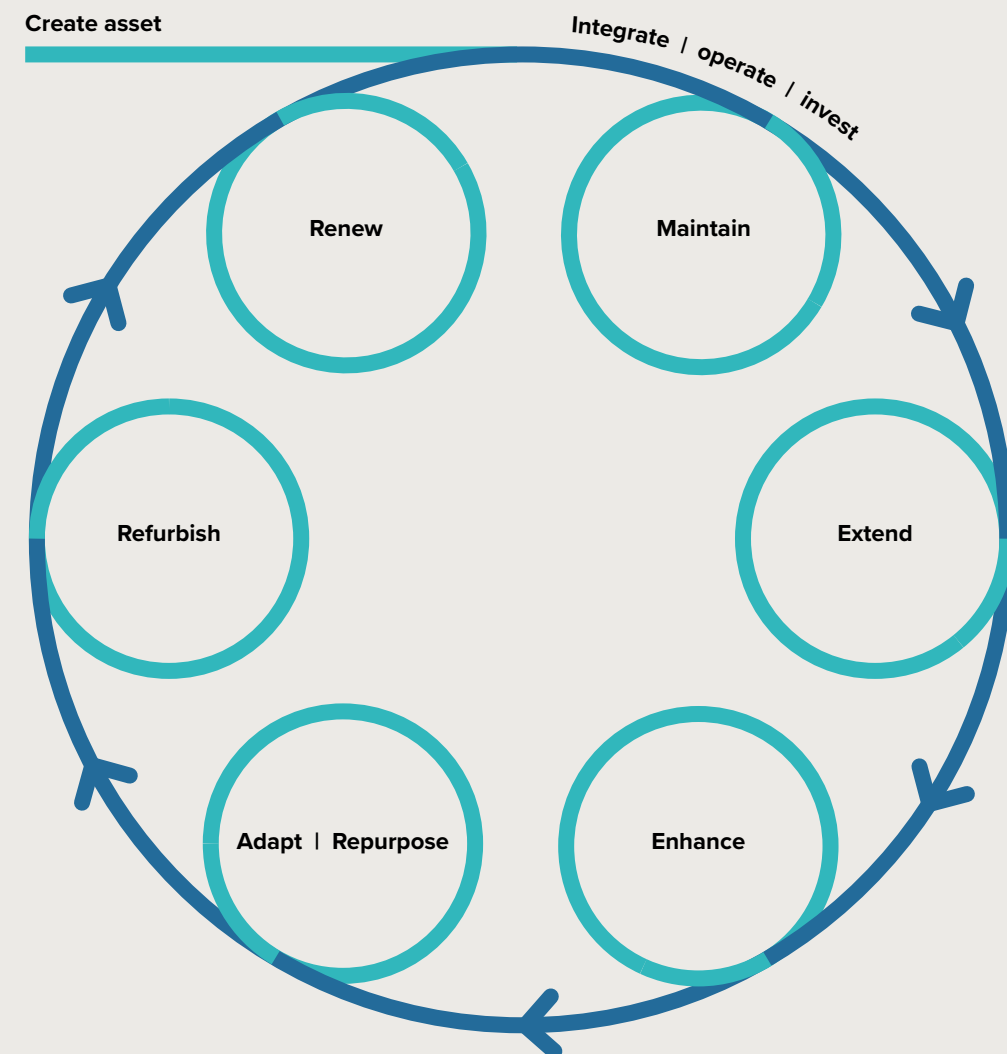 Create asset
Integrate | operate | invest
Renew
Maintain
Refurbish
Extend
Adapt | Repurpose
Enhance